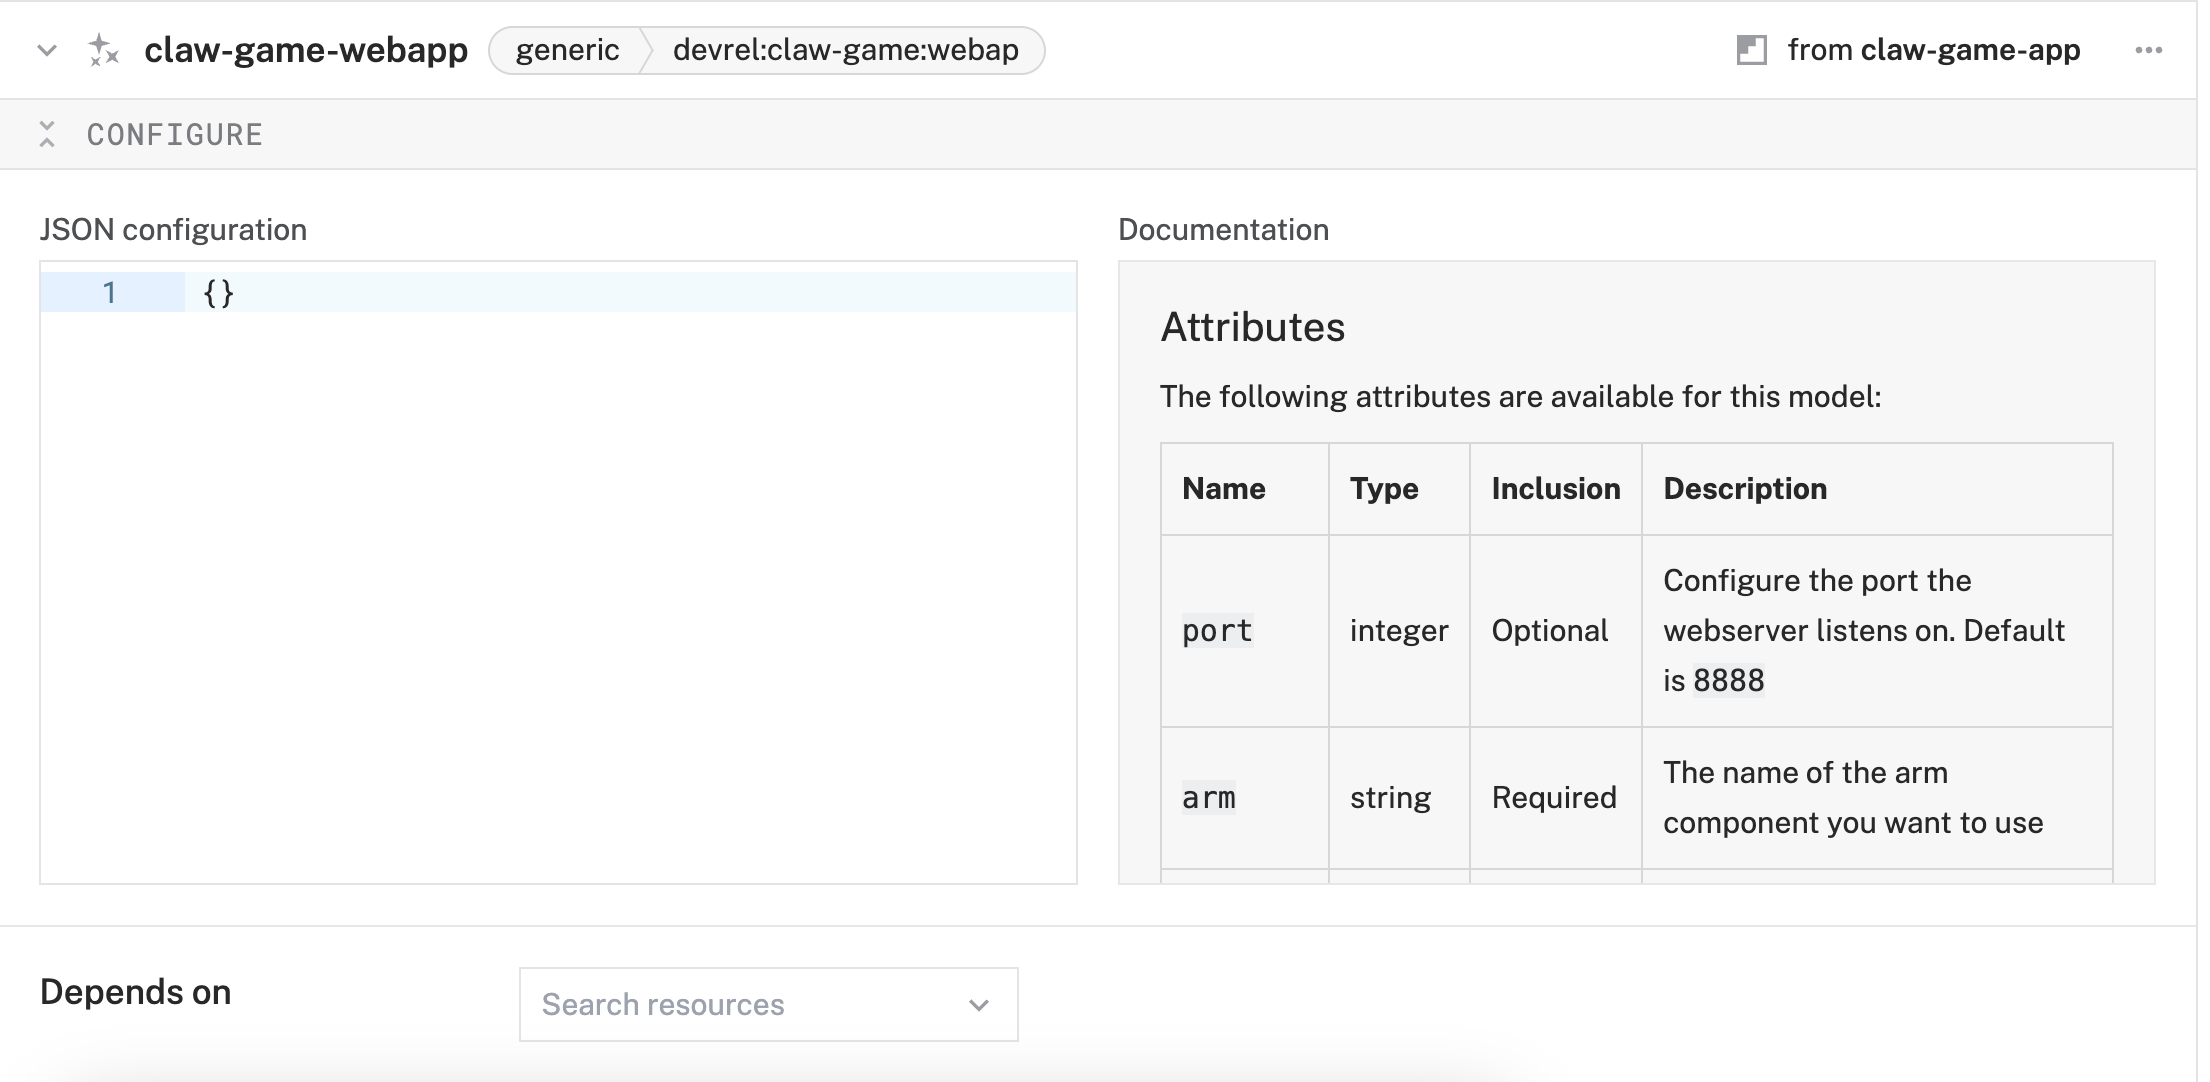 claw-game-webapp generic devrel:claw-game:webap from claw-game-app
CONFIGURE
JSON configuration
1 {}
Documentation
Attributes
The following attributes are available for this model:
Name Type Inclusion Description
port integer Optional Configure the port the
webserver listens on. Default
is 8888
arm string Required The name of the arm
component you want to use
Depends on Search resources